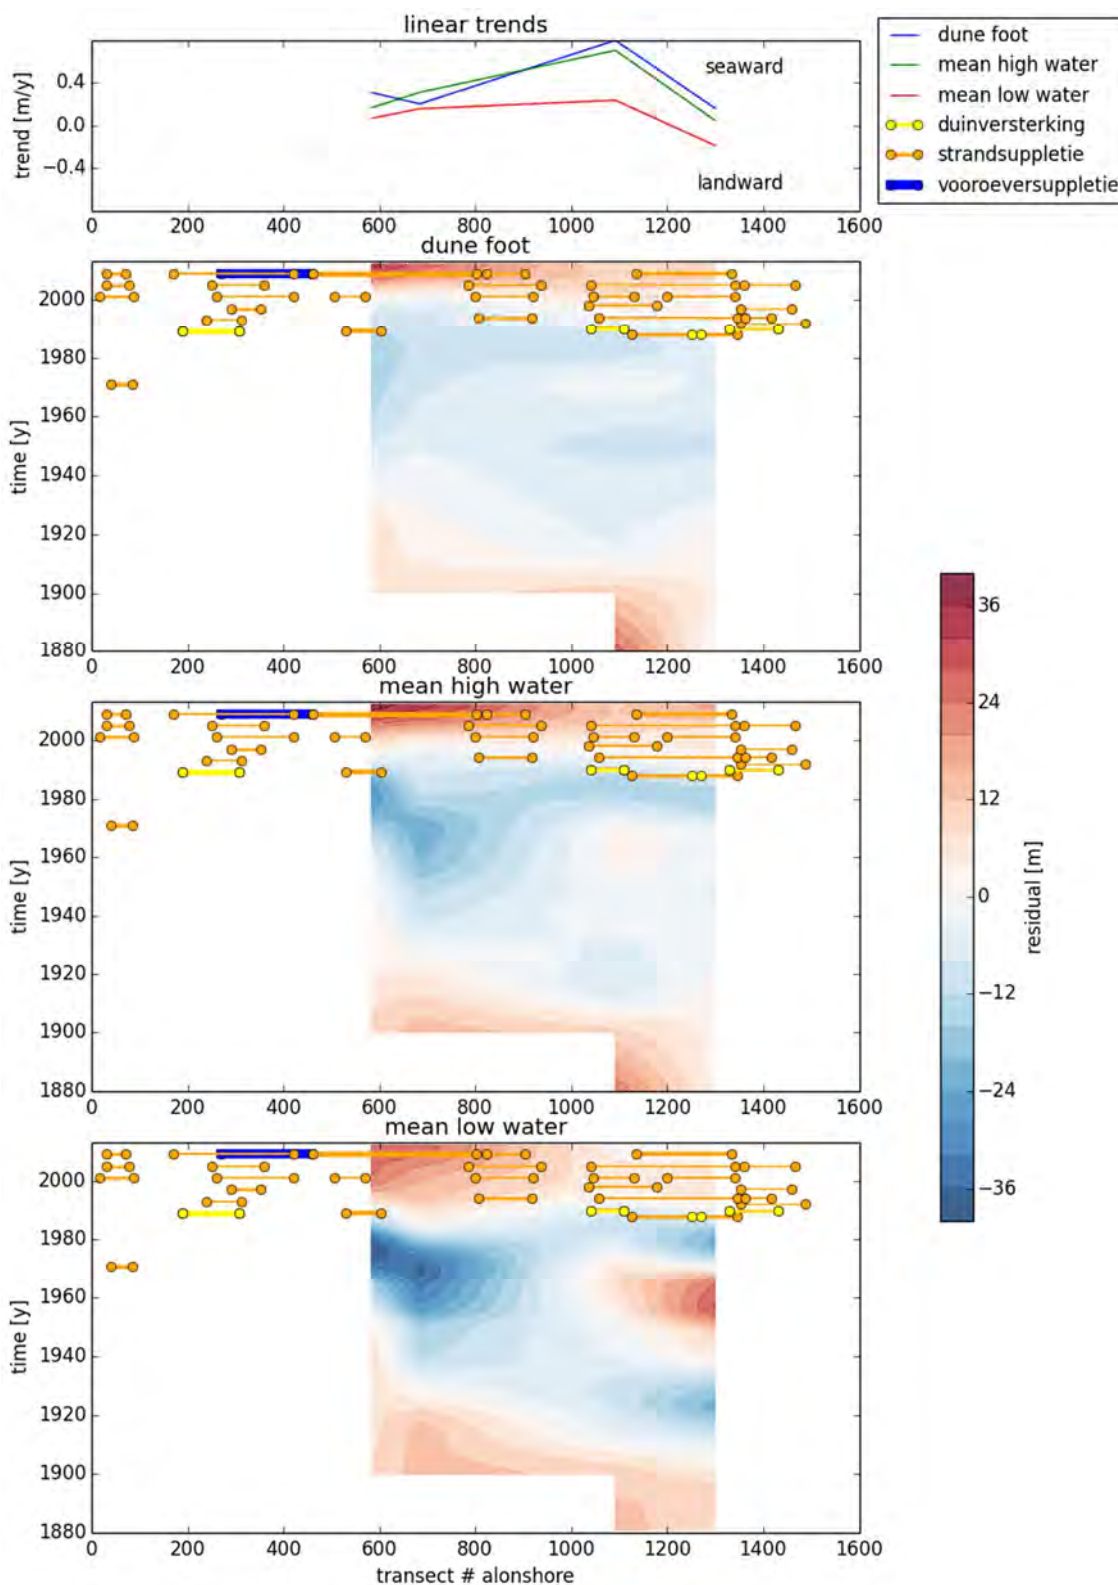 linear trends
dune foot
mean high water
mean low water
duinversterking
strandsuppletie
vooroeversuppletie
trend [m/y]
0.4
0.0
−0.4
seaward
landward
0 200 400 600 800 1000 1200 1400 1600
dune foot
time [y]
2000
1980
1960
1940
1920
1900
1880
0 200 400 600 800 1000 1200 1400 1600
mean high water
time [y]
2000
1980
1960
1940
1920
1900
1880
0 200 400 600 800 1000 1200 1400 1600
mean low water
time [y]
2000
1980
1960
1940
1920
1900
1880
0 200 400 600 800 1000 1200 1400 1600
transect # alonshore
36
24
12
0
−12
−24
−36
residual [m]